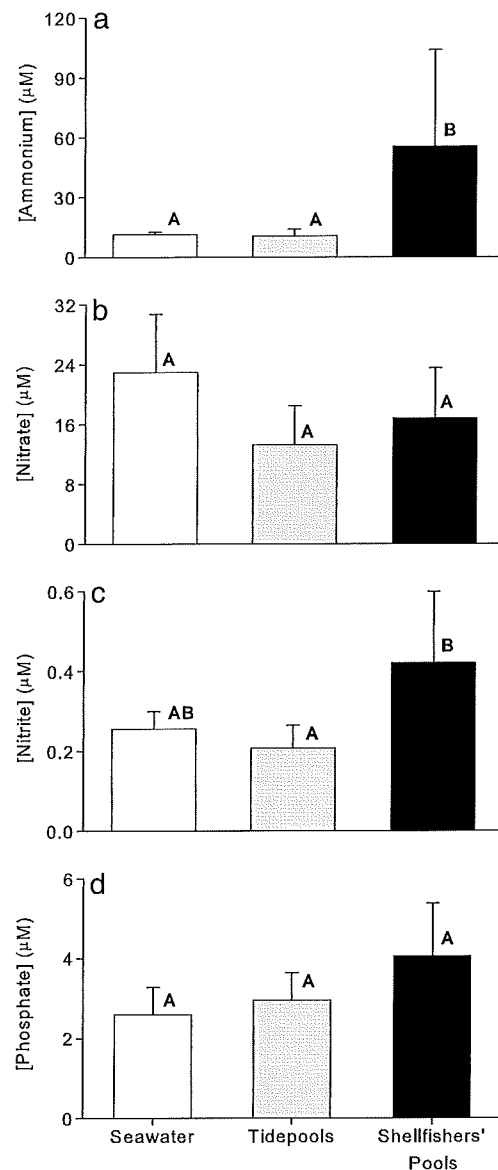 a
120
90
60
30
0
[Ammonium] (μM)
A
A
B
b
32
24
16
8
0
[Nitrate] (μM)
A
A
A
c
0.6
0.4
0.2
0.0
[Nitrite] (μM)
AB
A
B
d
6
4
2
0
[Phosphate] (μM)
A
A
A
Seawater
Tidepools
Shellfishers'
Pools